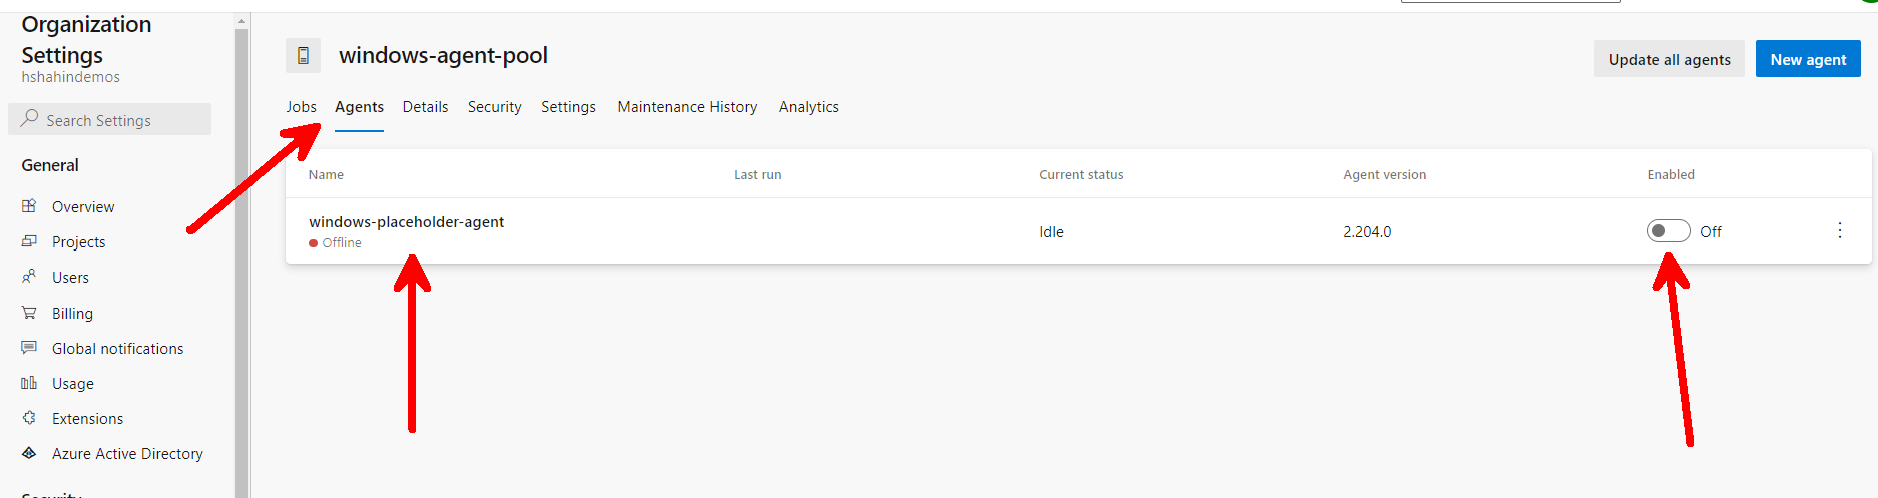 Organization
Settings
hshahindemos
Search Settings
General
Overview
Projects
Users
Billing
Global notifications
Usage
Extensions
Azure Active Directory
Security
windows-agent-pool
Update all agents
New agent
Jobs Agents Details Security Settings Maintenance History Analytics
Name Last run Current status Agent version Enabled
windows-placeholder-agent
Offline
Idle 2.204.0 Off